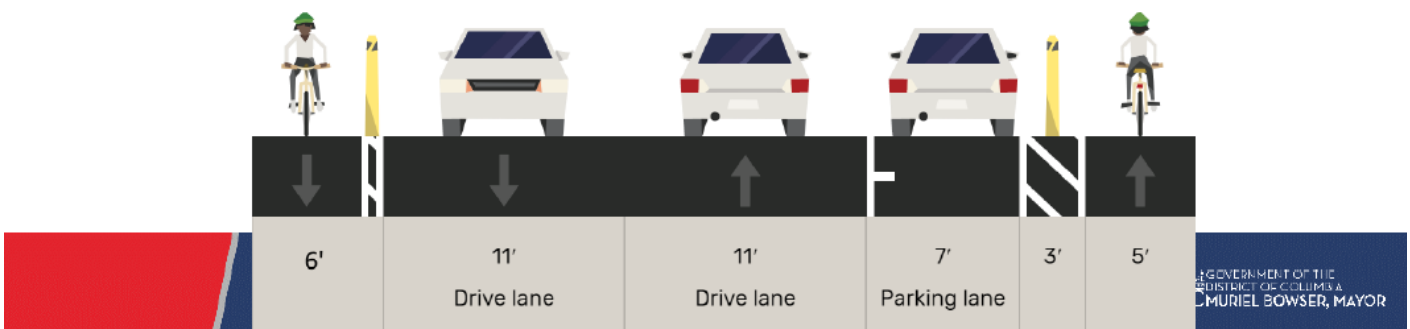 6'
11'
Drive lane
11'
Drive lane
7'
Parking lane
3'
5'
GOVERNMENT OF THE
DISTRICT OF COLUMBIA
MURIEL BOWSER, MAYOR